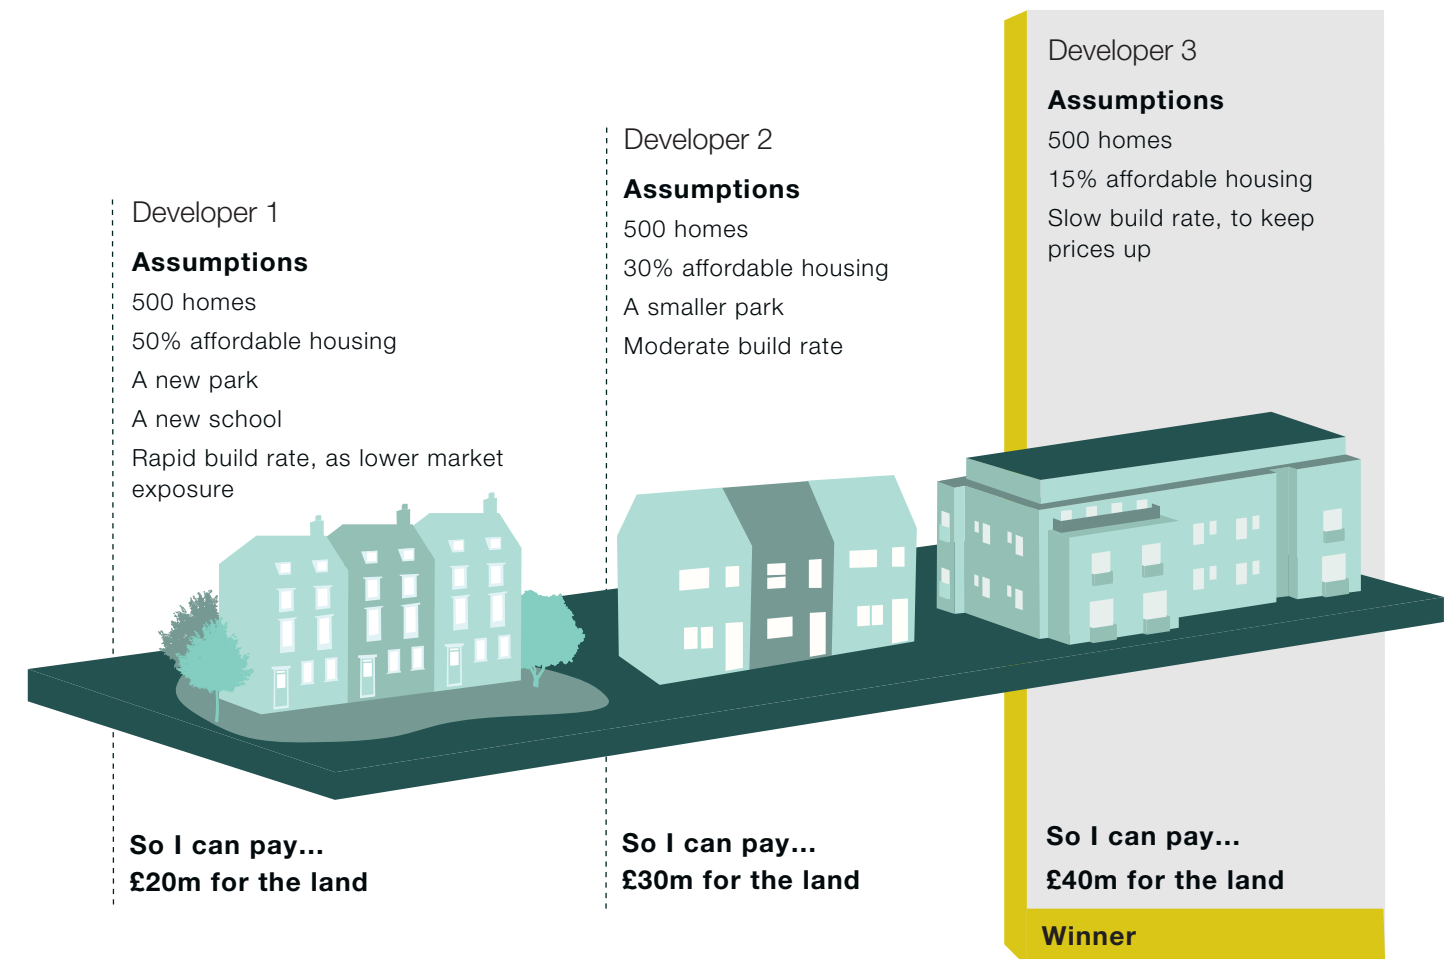 Developer 1
Assumptions
500 homes
50% affordable housing
A new park
A new school
Rapid build rate, as lower market
exposure
So I can pay...
£20m for the land
Developer 2
Assumptions
500 homes
30% affordable housing
A smaller park
Moderate build rate
So I can pay...
£30m for the land
Developer 3
Assumptions
500 homes
15% affordable housing
Slow build rate, to keep
prices up
So I can pay...
£40m for the land
Winner